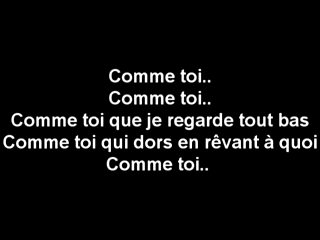 Comme toi..
Comme toi..
Comme toi que je regarde tout bas
Comme toi qui dors en rêvant à quoi
Comme toi..